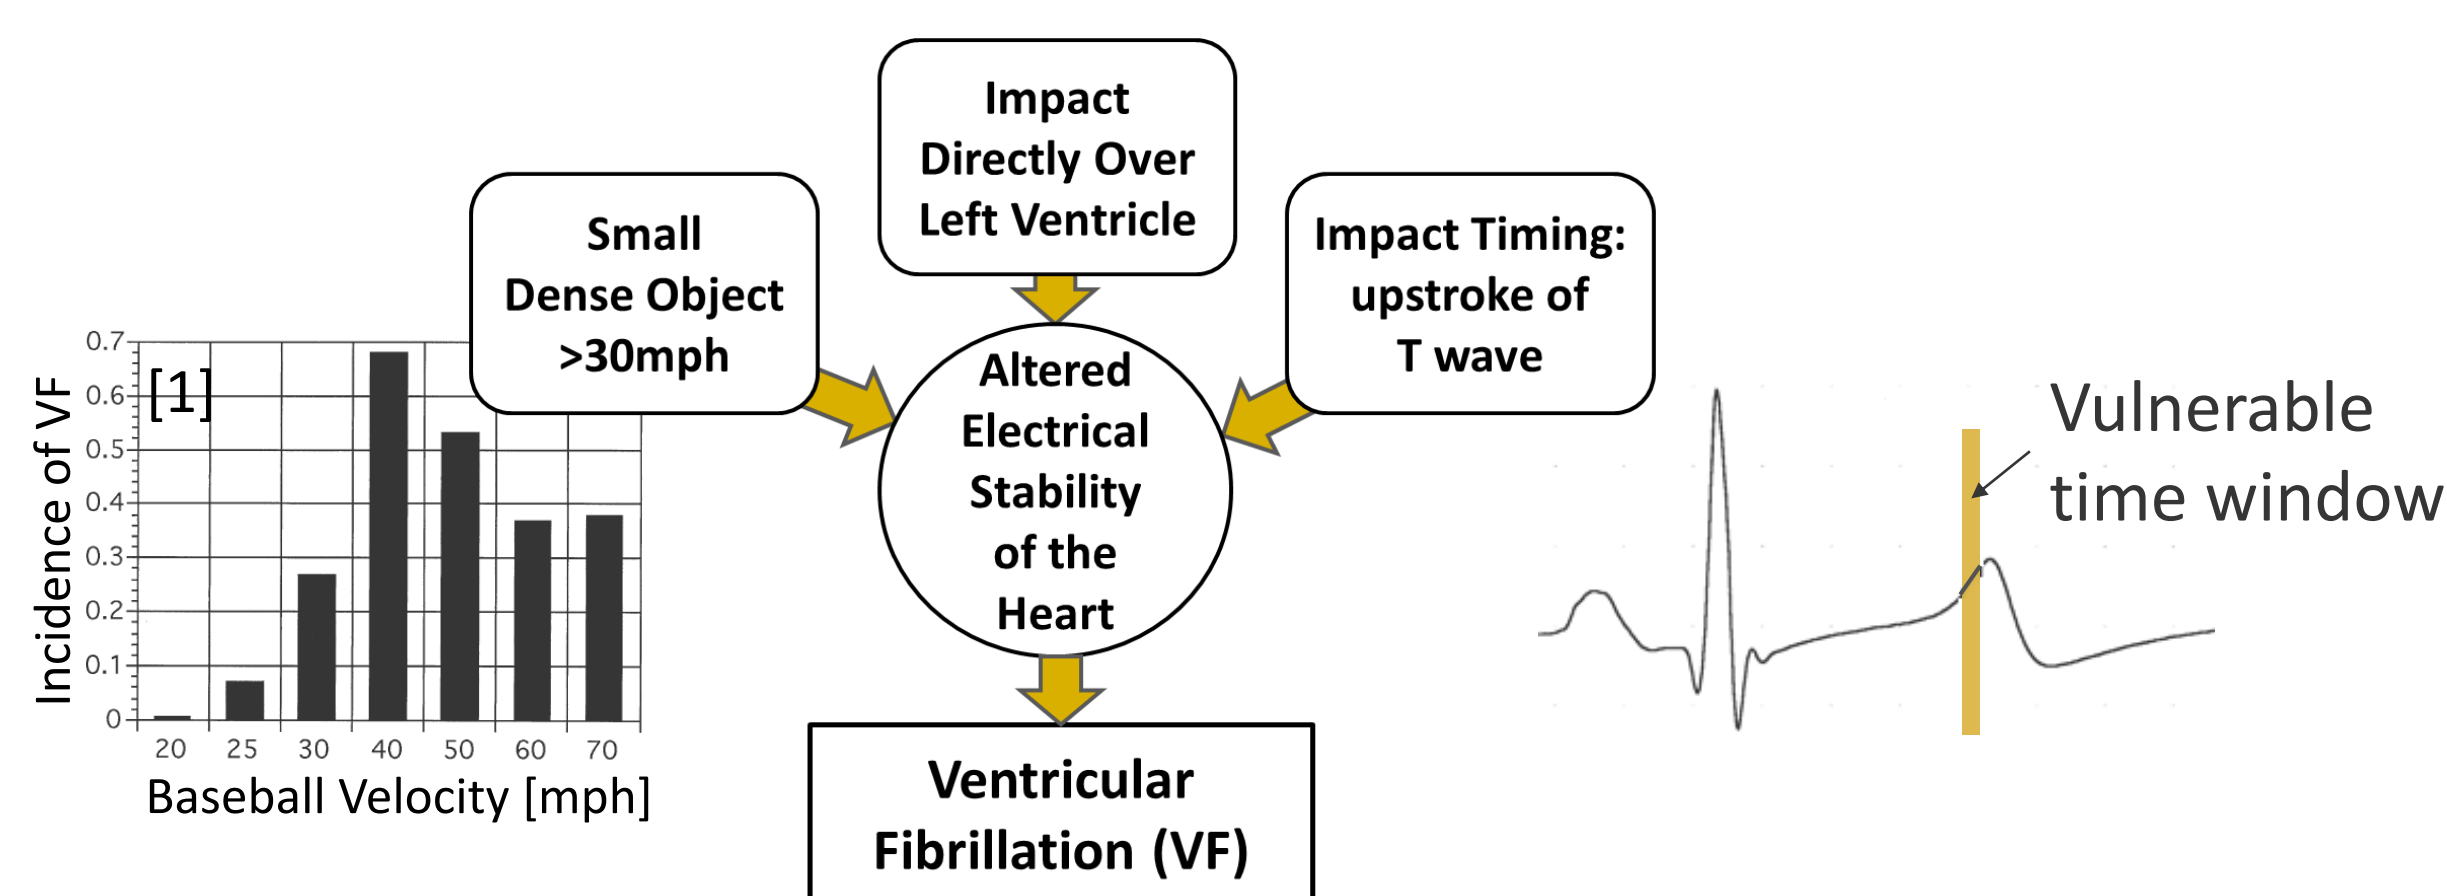 Impact
Directly Over
Left Ventricle
Small
Dense Object
>30mph
Impact Timing:
upstroke of
T wave
Altered
Electrical
Stability
of the
Heart
Ventricular
Fibrillation (VF)
[1]
Incidence of VF
0.7
0.6
0.5
0.4
0.3
0.2
0.1
0
20 25 30 40 50 60 70
Baseball Velocity [mph]
Vulnerable
time window